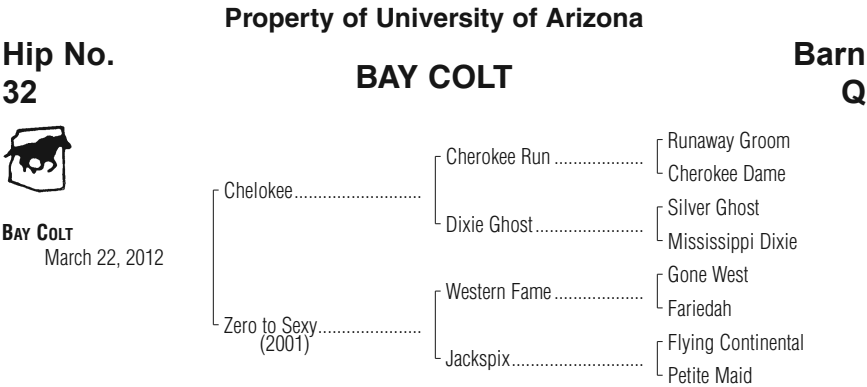 Property of University of Arizona
Hip No.
32
BAY COLT
Barn
Q
BAY COLT
March 22, 2012
Chelokee..........................
Zero to Sexy......................
(2001)
Cherokee Run ...................
Dixie Ghost.......................
Western Fame ...................
Jackspix............................
Runaway Groom
Cherokee Dame
Silver Ghost
Mississippi Dixie
Gone West
Fariedah
Flying Continental
Petite Maid